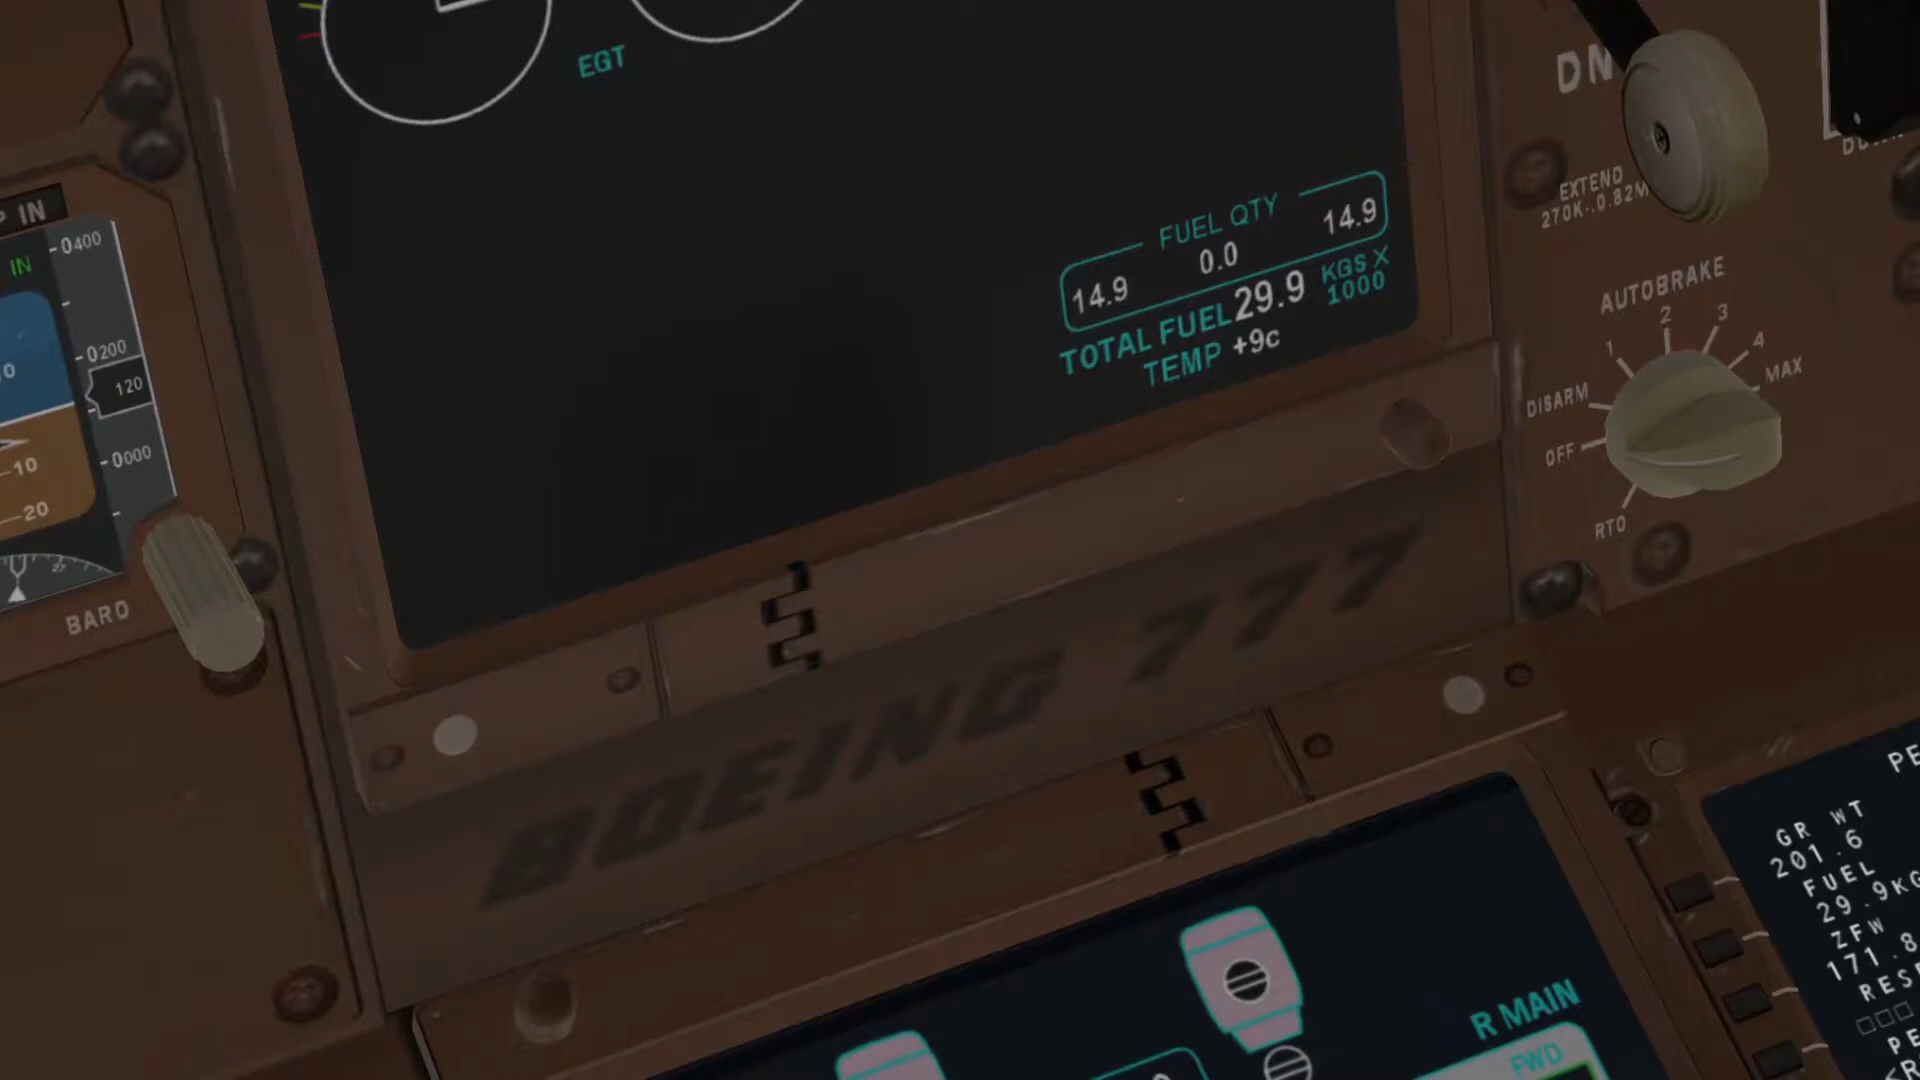 EGT
IN
0400
IN
0200
120
0000
10
20
BARO
FUEL QTY
14.9
0.0
14.9
TOTAL FUEL 29.9 KGS X
1000
TEMP +9c
DN
EXTEND
270K-.0.82M
AUTOBRAKE
1
2
3
4
MAX
DISARM
OFF
RTO
BOEING 777
R MAIN
FWD
GR WT
201.6
FUEL
29.9KG
ZFW
171.8